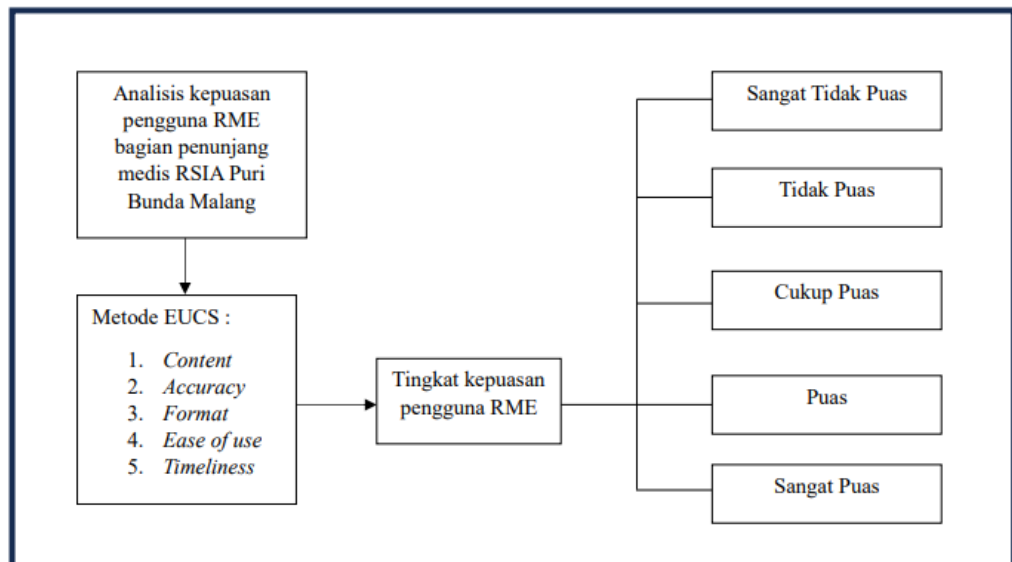 Analisis kepuasan
pengguna RME
bagian penunjang
medis RSIA Puri
Bunda Malang
Metode EUCS :
1. Content
2. Accuracy
3. Format
4. Ease of use
5. Timeliness
Tingkat kepuasan
pengguna RME
Sangat Tidak Puas
Tidak Puas
Cukup Puas
Puas
Sangat Puas